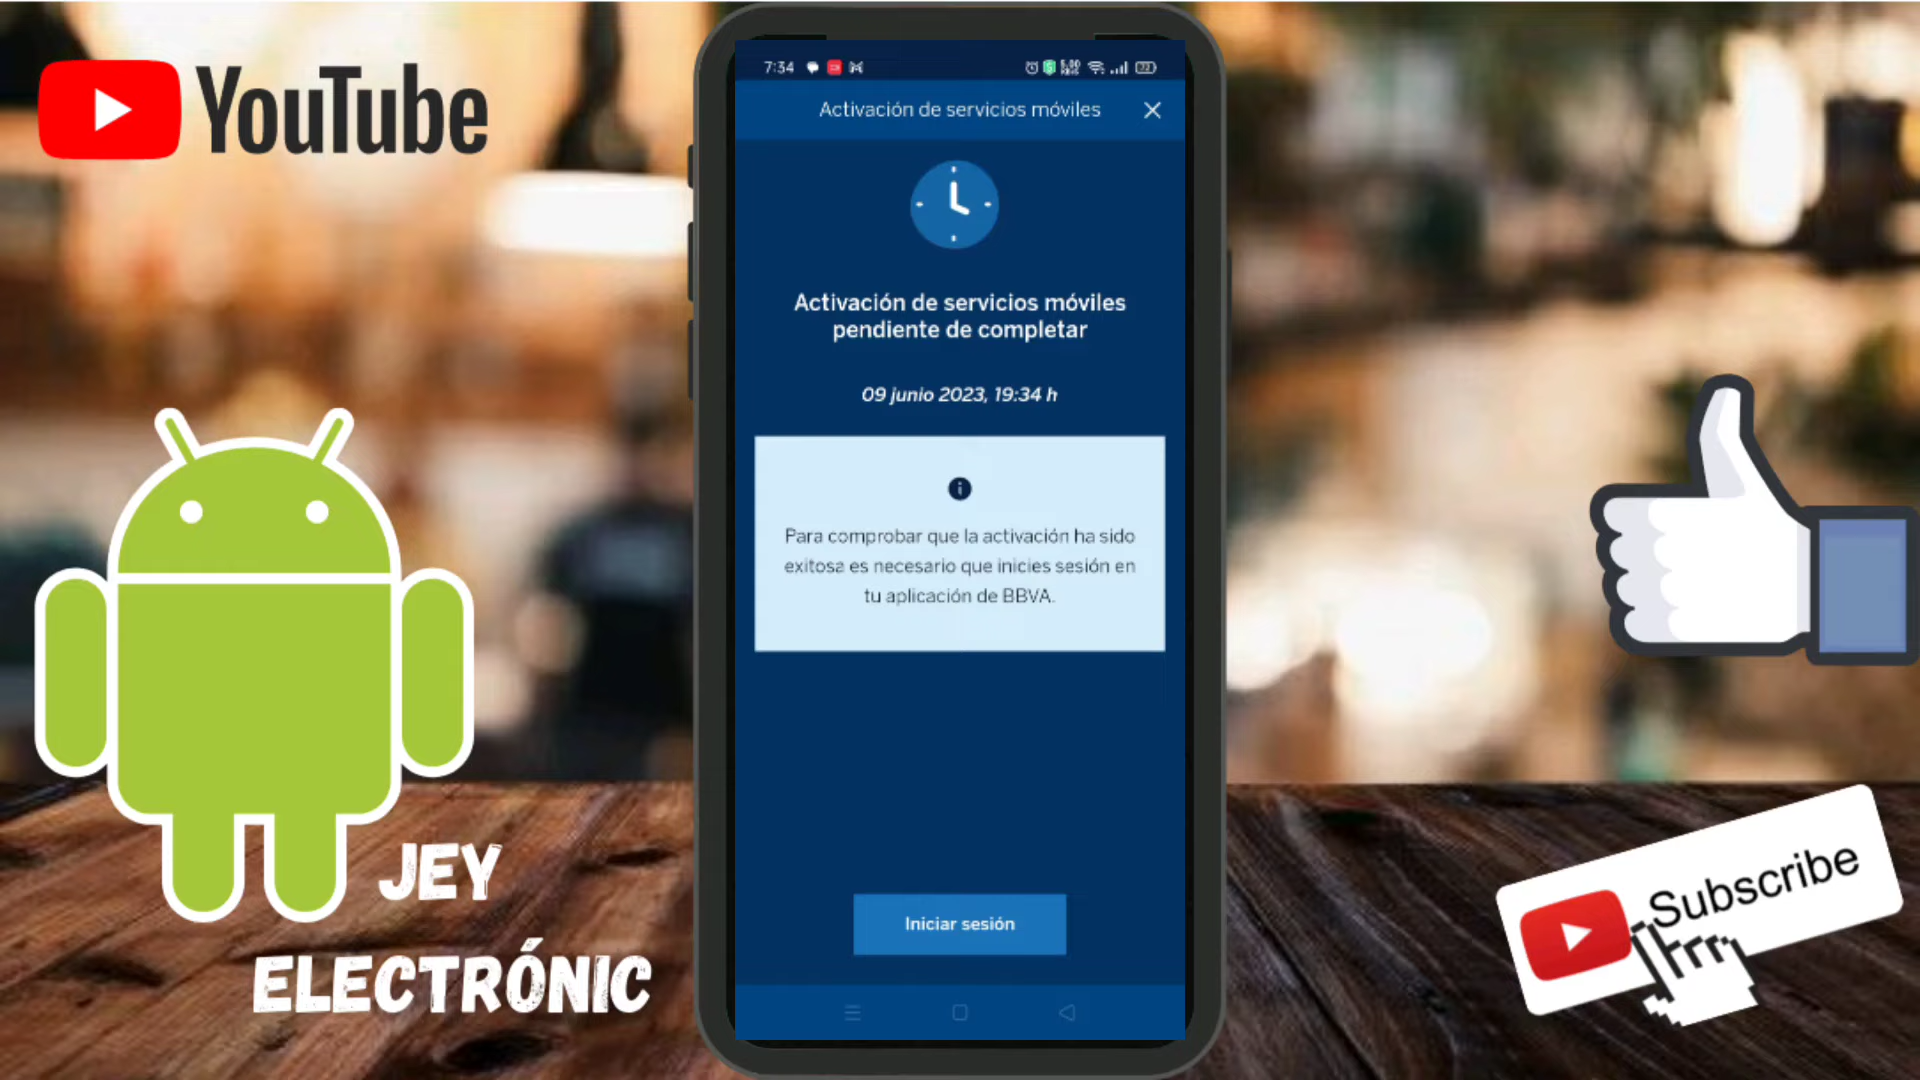 YouTube
7:34
Activación de servicios móviles
Activación de servicios móviles
pendiente de completar
09 junio 2023, 19:34 h
Para comprobar que la activación ha sido
exitosa es necesario que inicies sesión en
tu aplicación de BBVA.
Iniciar sesión
JEY
ELECTRÓNIC
Subscribe